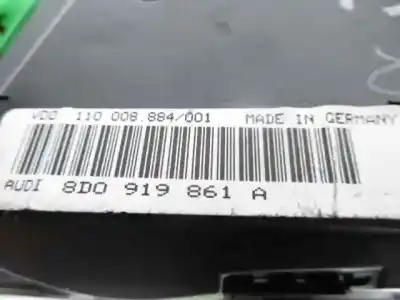 VDO 110 008.884/001 MADE IN GERMANY
AUDI 8D0 919 861 A